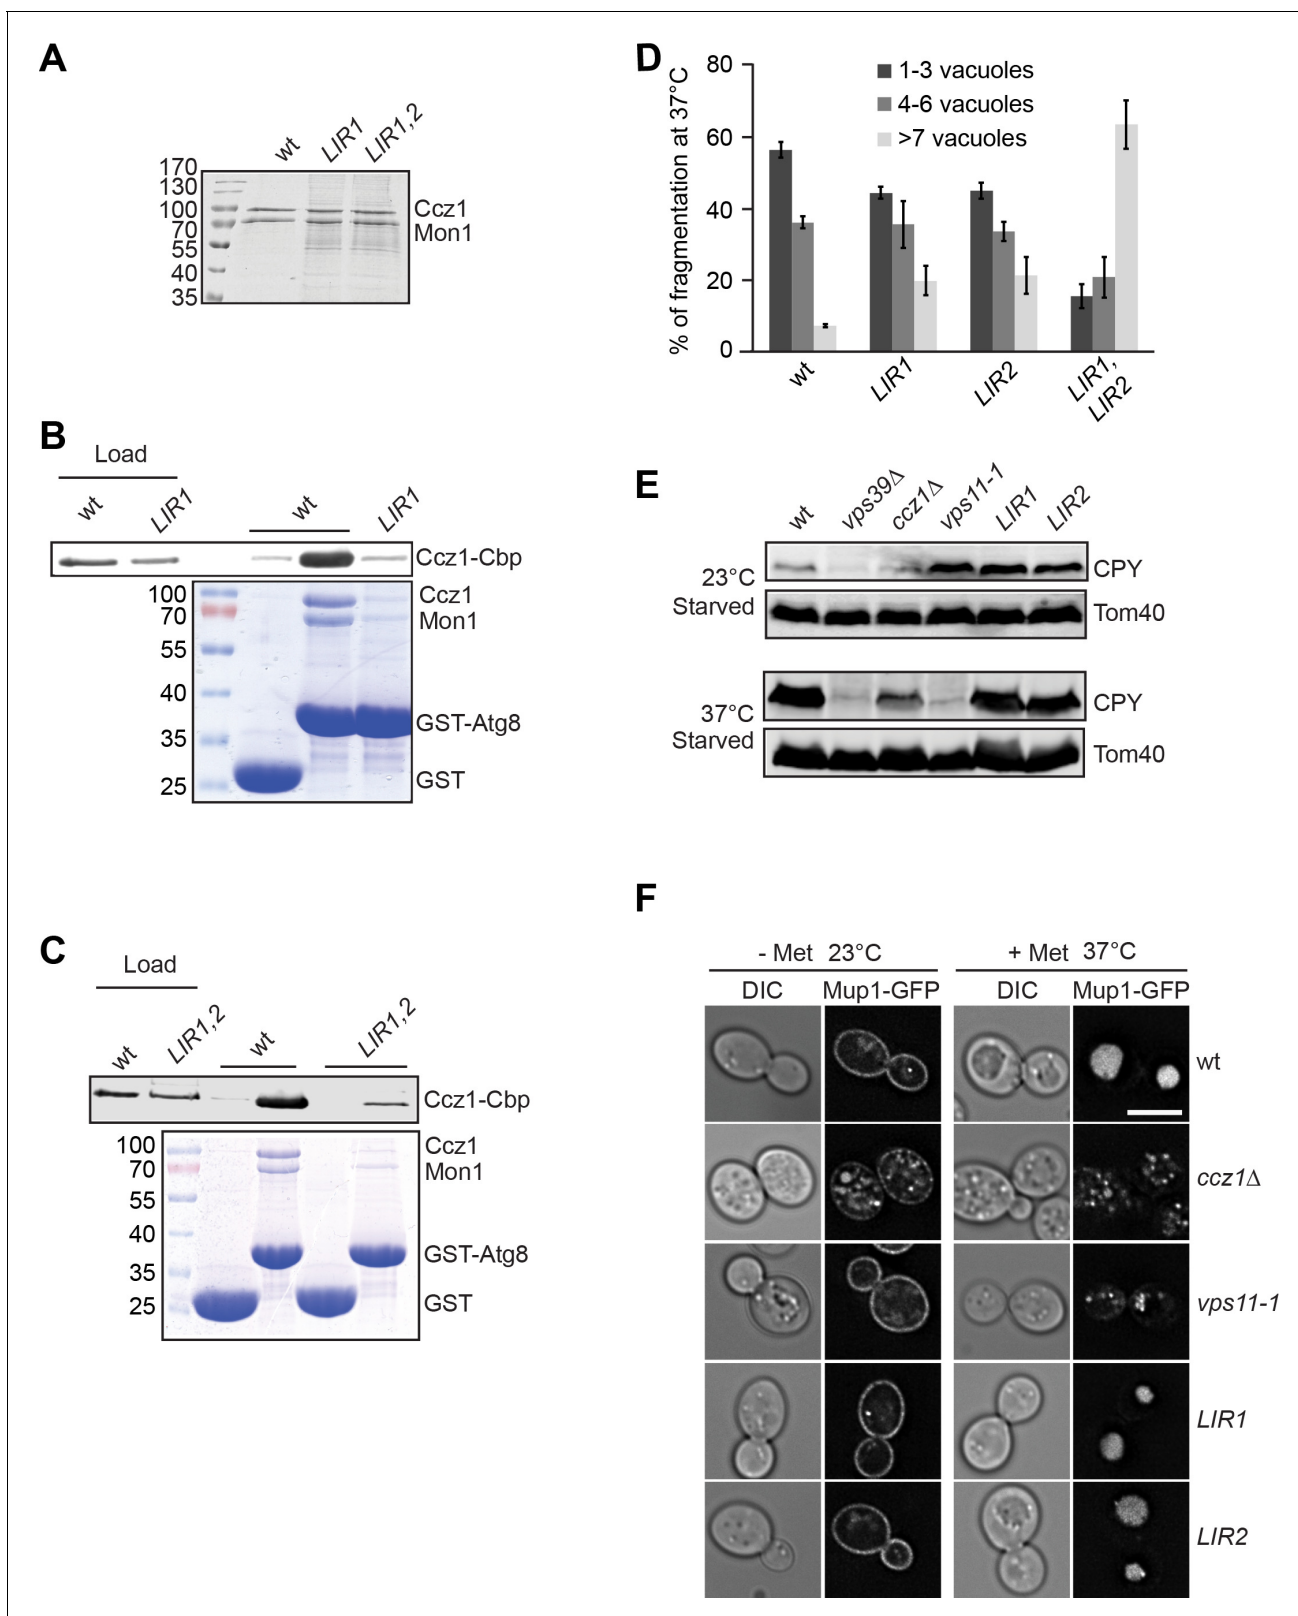 A
wt LIR1 LIR1,2
170
130
100
70
55
40
35
Ccz1
Mon1
B
Load
wt LIR1 wt LIR1
Ccz1-Cbp
100
70
55
40
35
25
Ccz1
Mon1
GST-Atg8
GST
C
Load
wt LIR1,2 wt LIR1,2
Ccz1-Cbp
100
70
55
40
35
25
Ccz1
Mon1
GST-Atg8
GST
D
% of fragmentation at 37°C
80
60
40
20
0
1-3 vacuoles
4-6 vacuoles
>7 vacuoles
wt LIR1 LIR2 LIR1,
LIR2
E
wt vps39Δ ccz1Δ vps11-1 LIR1 LIR2
23°C
Starved
CPY
Tom40
37°C
Starved
CPY
Tom40
F
- Met 23°C + Met 37°C
DIC Mup1-GFP DIC Mup1-GFP
wt
ccz1Δ
vps11-1
LIR1
LIR2